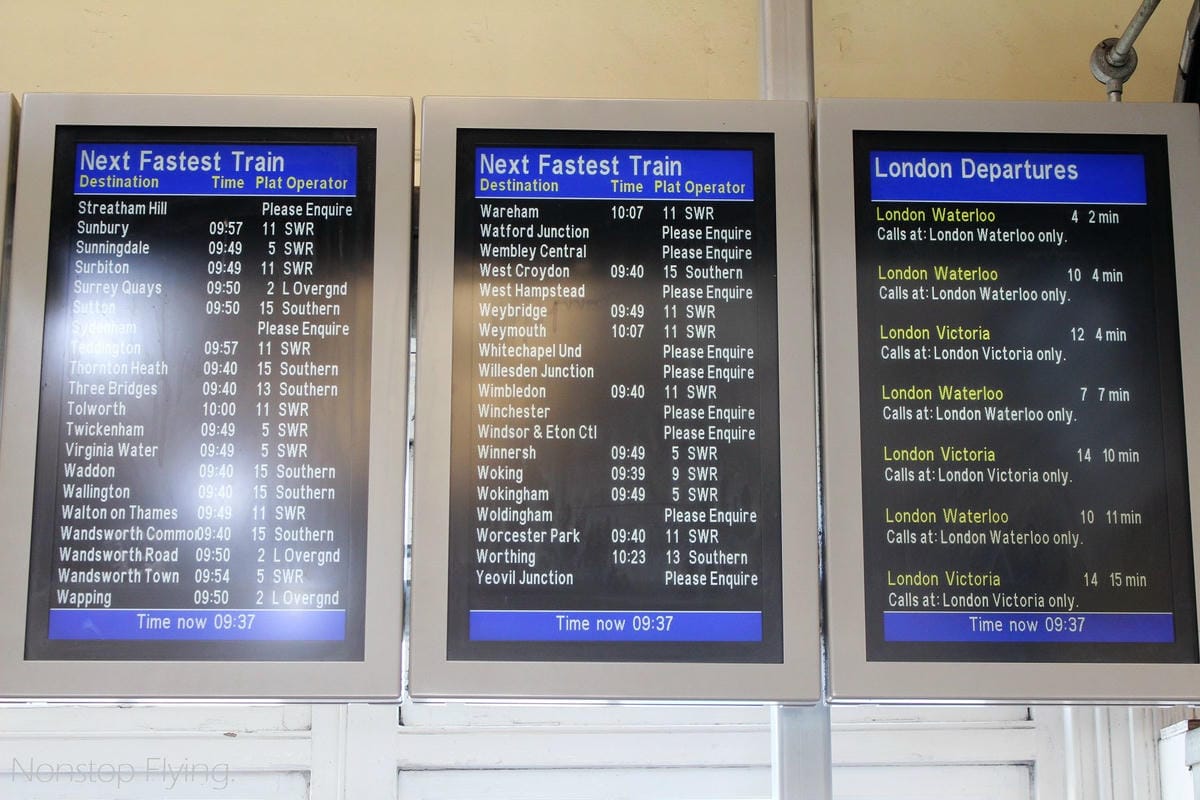 Next Fastest Train
Destination Time Plat Operator
Streatham Hill Please Enquire
Sunbury 09:57 11 SWR
Sunningdale 09:49 5 SWR
Surbiton 09:49 11 SWR
Surrey Quays 09:50 2 L Overgnd
Sutton 09:50 15 Southern
Sydenham Please Enquire
Teddington 09:57 11 SWR
Thornton Heath 09:40 15 Southern
Three Bridges 09:40 13 Southern
Tolworth 10:00 11 SWR
Twickenham 09:49 5 SWR
Virginia Water 09:49 5 SWR
Waddon 09:40 15 Southern
Wallington 09:40 15 Southern
Walton on Thames 09:49 11 SWR
Wandsworth Commo09:40 15 Southern
Wandsworth Road 09:50 2 L Overgnd
Wandsworth Town 09:54 5 SWR
Wapping 09:50 2 L Overgnd
Time now 09:37
Next Fastest Train
Destination Time Plat Operator
Wareham 10:07 11 SWR
Watford Junction Please Enquire
Wembley Central Please Enquire
West Croydon 09:40 15 Southern
West Hampstead Please Enquire
Weybridge 09:49 11 SWR
Weymouth 10:07 11 SWR
Whitechapel Und Please Enquire
Willesden Junction Please Enquire
Wimbledon 09:40 11 SWR
Winchester Please Enquire
Windsor & Eton Ctl Please Enquire
Winnersh 09:49 5 SWR
Woking 09:39 9 SWR
Wokingham 09:49 5 SWR
Woldingham Please Enquire
Worcester Park 09:40 11 SWR
Worthing 10:23 13 Southern
Yeovil Junction Please Enquire
Time now 09:37
London Departures
London Waterloo 4 2 min
Calls at: London Waterloo only.
London Waterloo 10 4 min
Calls at: London Waterloo only.
London Victoria 12 4 min
Calls at: London Victoria only.
London Waterloo 7 7 min
Calls at: London Waterloo only.
London Victoria 14 10 min
Calls at: London Victoria only.
London Waterloo 10 11 min
Calls at: London Waterloo only.
London Victoria 14 15 min
Calls at: London Victoria only.
Time now 09:37
Nonstop Flying.